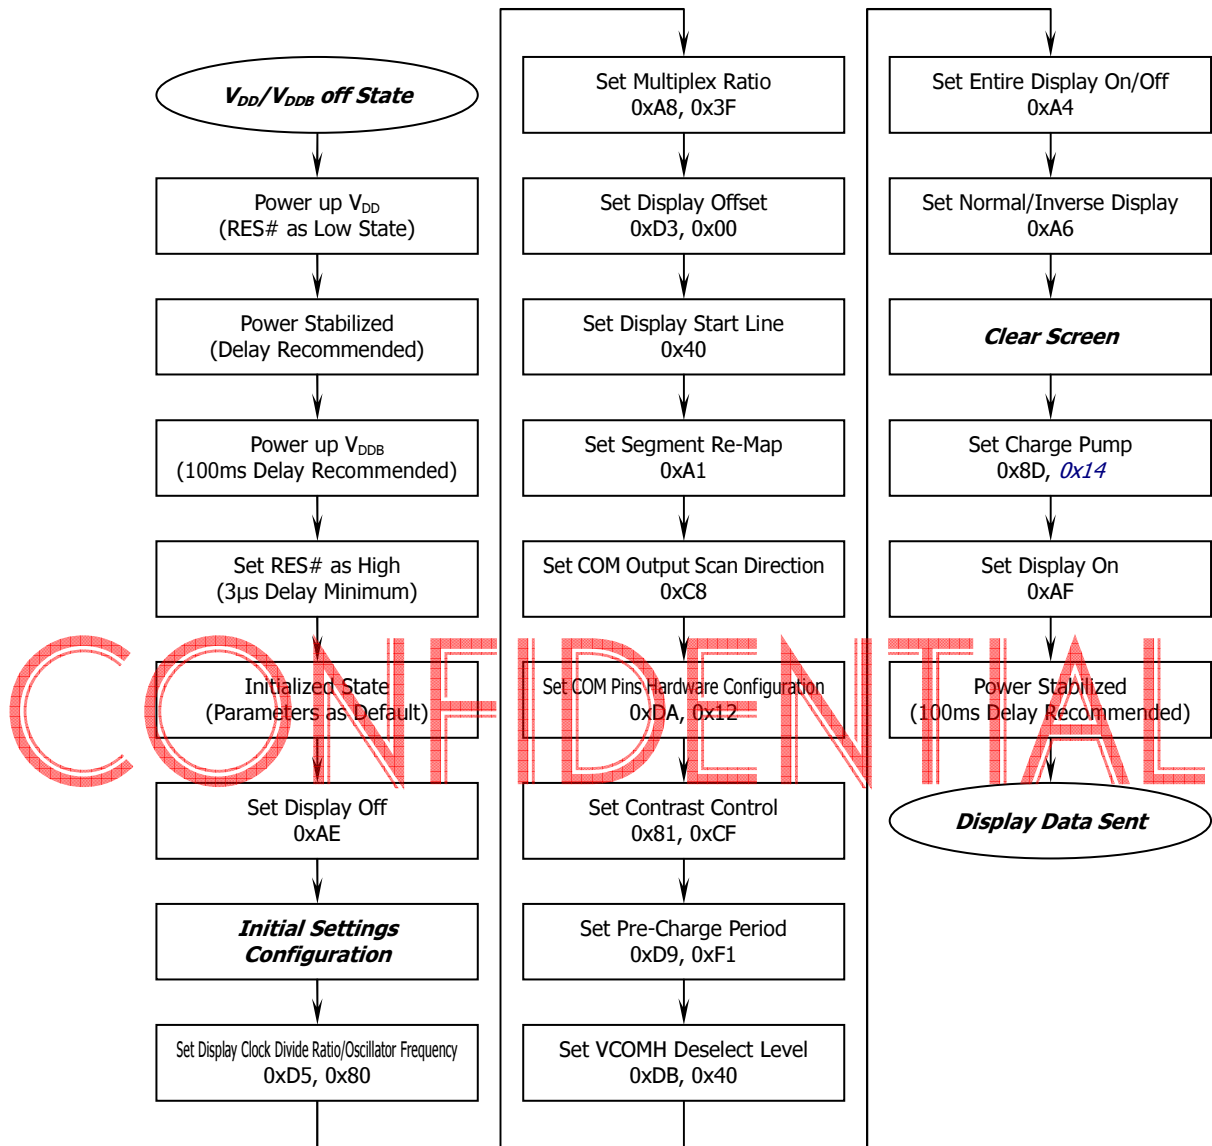 V_DD/V_DDB off State
Power up V_DD
(RES# as Low State)
Power Stabilized
(Delay Recommended)
Power up V_DDB
(100ms Delay Recommended)
Set RES# as High
(3μs Delay Minimum)
Initialized State
(Parameters as Default)
Set Display Off
0xAE
Initial Settings
Configuration
Set Display Clock Divide Ratio/Oscillator Frequency
0xD5, 0x80
Set Multiplex Ratio
0xA8, 0x3F
Set Display Offset
0xD3, 0x00
Set Display Start Line
0x40
Set Segment Re-Map
0xA1
Set COM Output Scan Direction
0xC8
Set COM Pins Hardware Configuration
0xDA, 0x12
Set Contrast Control
0x81, 0xCF
Set Pre-Charge Period
0xD9, 0xF1
Set VCOMH Deselect Level
0xDB, 0x40
Set Entire Display On/Off
0xA4
Set Normal/Inverse Display
0xA6
Clear Screen
Set Charge Pump
0x8D, 0x14
Set Display On
0xAF
Power Stabilized
(100ms Delay Recommended)
Display Data Sent
CONFIDENTIAL